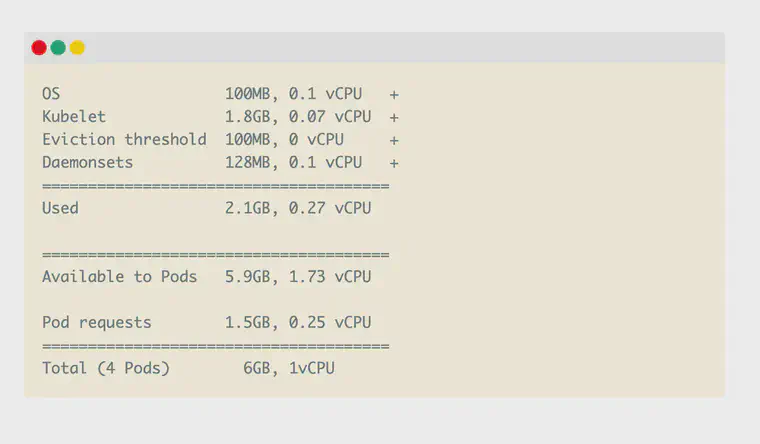 OS                  100MB, 0.1 vCPU   +
Kubelet             1.8GB, 0.07 vCPU  +
Eviction threshold  100MB, 0 vCPU     +
Daemonsets          128MB, 0.1 vCPU   +
======================================
Used                2.1GB, 0.27 vCPU
======================================
Available to Pods   5.9GB, 1.73 vCPU
Pod requests        1.5GB, 0.25 vCPU
======================================
Total (4 Pods)        6GB, 1vCPU